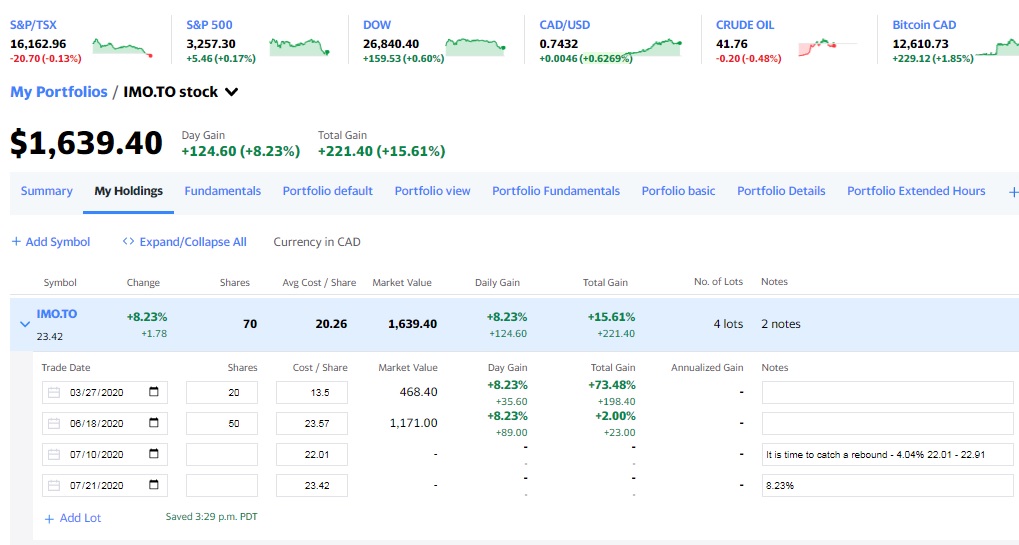 S&P/TSX S&P 500 DOW CAD/USD CRUDE OIL Bitcoin CAD
16,162.96 3,257.30 26,840.40 0.7432 41.76 12,610.73
-20.70 (-0.13%) +5.46 (+0.17%) +159.53 (+0.60%) +0.0046 (+0.6269%) -0.20 (-0.48%) +229.12 (+1.85%)
My Portfolios / IMO.TO stock
$1,639.40
Day Gain Total Gain
+124.60 (+8.23%) +221.40 (+15.61%)
Summary My Holdings Fundamentals Portfolio default Portfolio view Portfolio Fundamentals Porfolio basic Portfolio Details Portfolio Extended Hours +
+ Add Symbol <> Expand/Collapse All Currency in CAD
Symbol Change Shares Avg Cost / Share Market Value Daily Gain Total Gain No. of Lots Notes
IMO.TO +8.23% 70 20.26 1,639.40 +8.23% +15.61% 4 lots 2 notes
23.42 +1.78 +124.60 +221.40
Trade Date Shares Cost / Share Market Value Day Gain Total Gain Annualized Gain Notes
03/27/2020 20 13.5 468.40 +8.23% +73.48% -
+35.60 +198.40
06/18/2020 50 23.57 1,171.00 +8.23% +2.00% -
+89.00 +23.00
07/10/2020 22.01 - - - - It is time to catch a rebound - 4.04% 22.01 - 22.91
- -
07/21/2020 23.42 - - - - 8.23%
- -
+ Add Lot Saved 3:29 p.m. PDT